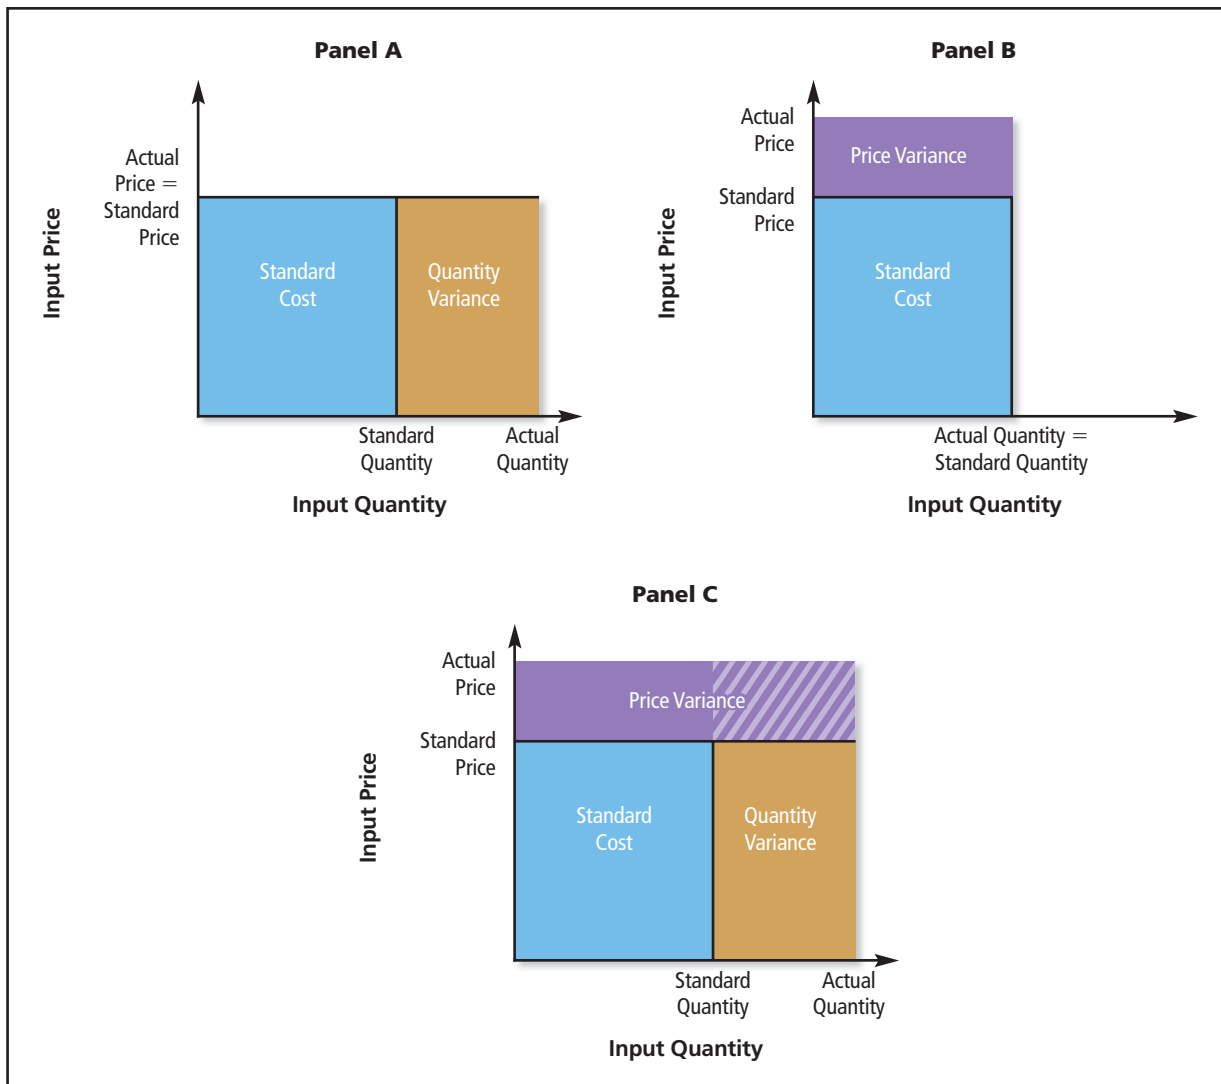 Panel A
Actual
Price =
Standard
Price
Input Price
Standard
Cost
Quantity
Variance
Standard
Quantity
Actual
Quantity
Input Quantity
Panel B
Actual
Price
Price Variance
Standard
Price
Input Price
Standard
Cost
Actual Quantity =
Standard Quantity
Input Quantity
Panel C
Actual
Price
Price Variance
Standard
Price
Input Price
Standard
Cost
Quantity
Variance
Standard
Quantity
Actual
Quantity
Input Quantity